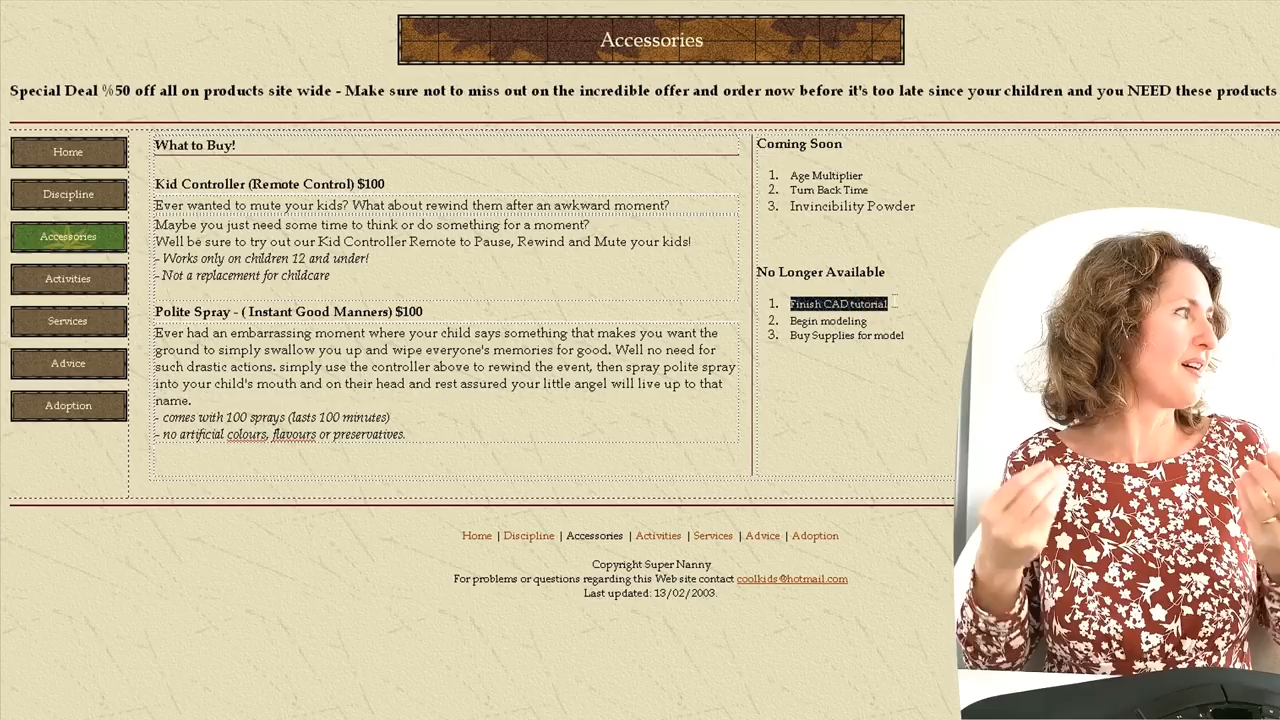 Accessories
Special Deal %50 off all on products site wide - Make sure not to miss out on the incredible offer and order now before it's too late since your children and you NEED these products
Home
Discipline
Accessories
Activities
Services
Advice
Adoption
What to Buy!
Kid Controller (Remote Control) $100
Ever wanted to mute your kids? What about rewind them after an awkward moment?
Maybe you just need some time to think or do something for a moment?
Well be sure to try out our Kid Controller Remote to Pause, Rewind and Mute your kids!
- Works only on children 12 and under!
- Not a replacement for childcare
Polite Spray - ( Instant Good Manners) $100
Ever had an embarrassing moment where your child says something that makes you want the
ground to simply swallow you up and wipe everyone's memories for good. Well no need for
such drastic actions. simply use the controller above to rewind the event, then spray polite spray
into your child's mouth and on their head and rest assured your little angel will live up to that
name.
- comes with 100 sprays (lasts 100 minutes)
- no artificial colours, flavours or preservatives.
Coming Soon
1. Age Multiplier
2. Turn Back Time
3. Invincibility Powder
No Longer Available
1. Finish CAD tutorial
2. Begin modeling
3. Buy Supplies for model
Home | Discipline | Accessories | Activities | Services | Advice | Adoption
Copyright Super Nanny
For problems or questions regarding this Web site contact coolkids@hotmail.com
Last updated: 13/02/2003.